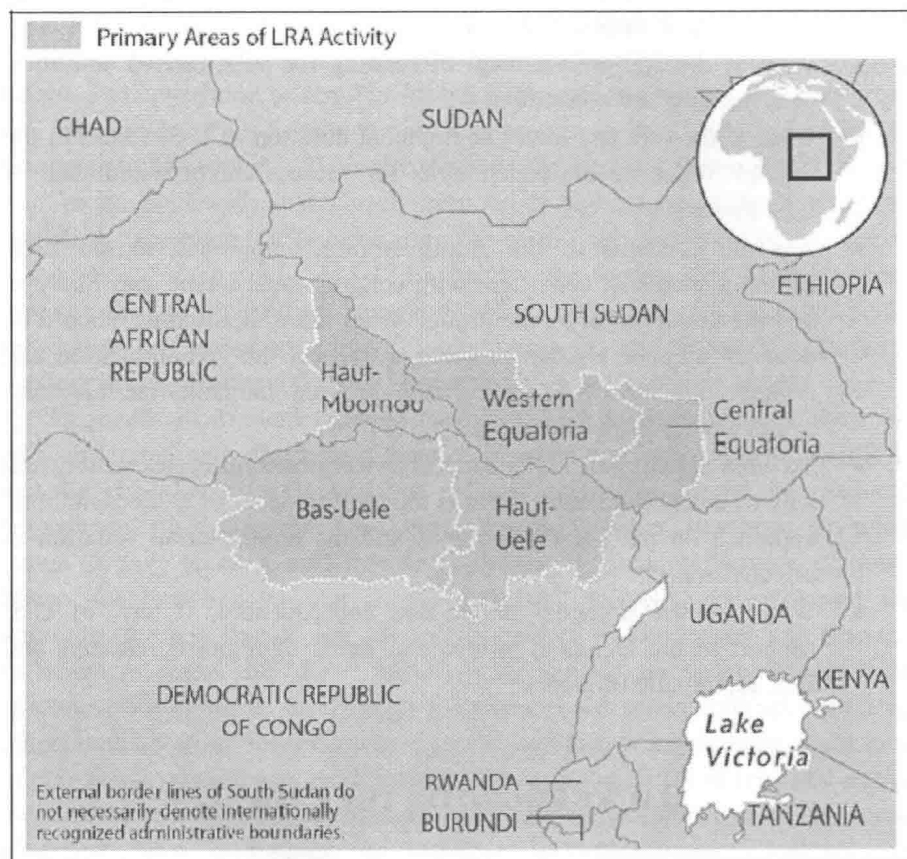 Primary Areas of LRA Activity
CHAD
SUDAN
ETHIOPIA
CENTRAL
AFRICAN
REPUBLIC
SOUTH SUDAN
Haut-
Mbomou
Western
Equatoria
Central
Equatoria
Bas-Uele
Haut-
Uele
UGANDA
KENYA
DEMOCRATIC REPUBLIC
OF CONGO
Lake
Victoria
RWANDA
BURUNDI
TANZANIA
External border lines of South Sudan do
not necessarily denote internationally
recognized administrative boundaries.